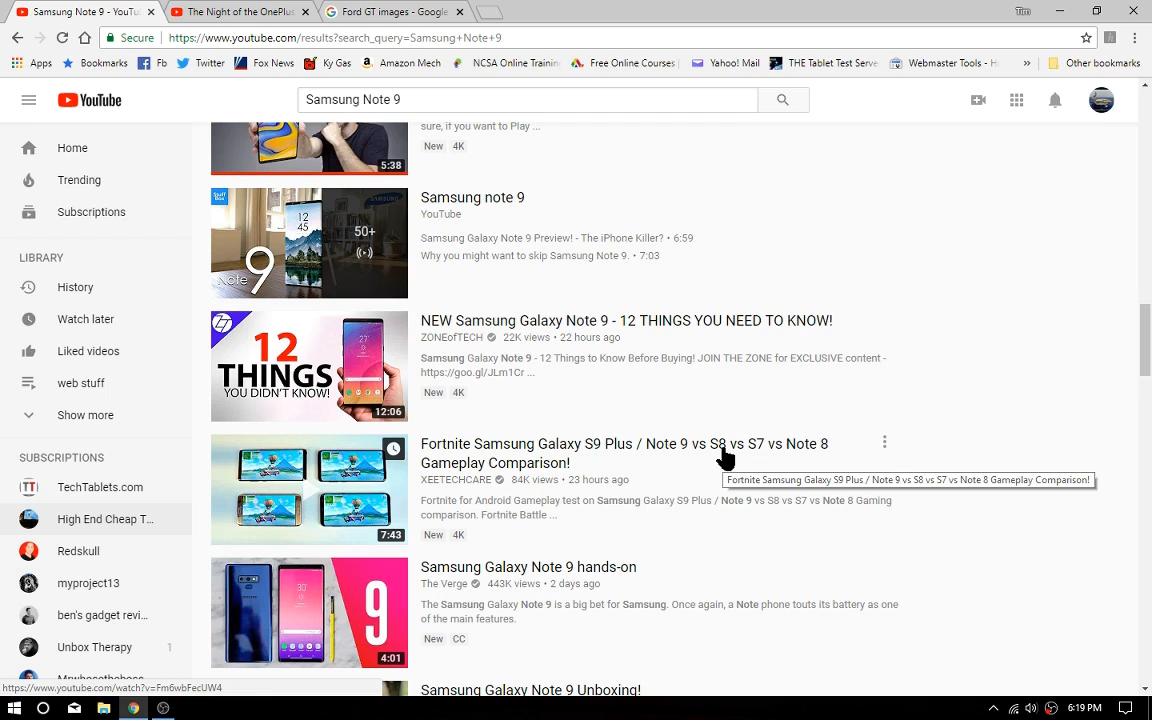 Samsung Note 9 - YouTu
The Night of the OnePlus
Ford GT images - Google
Tim
Secure
https://www.youtube.com/results?search_query=Samsung+Note+9
Apps
Bookmarks
Fb
Twitter
Fox News
Ky Gas
Amazon Mech
NCSA Online Trainin
Free Online Courses
Yahoo! Mail
THE Tablet Test Serve
Webmaster Tools - H
»
Other bookmarks
YouTube
Samsung Note 9
Home
Trending
Subscriptions
LIBRARY
History
Watch later
Liked videos
web stuff
Show more
SUBSCRIPTIONS
TechTablets.com
High End Cheap T...
Redskull
myproject13
ben's gadget revi...
Unbox Therapy 1
Mrwhosetheboss
sure, if you want to Play ...
New 4K
5:38
STUFF BOX
SAMSUNG
12
45
50+
Note 9
Samsung note 9
YouTube
Samsung Galaxy Note 9 Preview! - The iPhone Killer? • 6:59
Why you might want to skip Samsung Note 9. • 7:03
12
THINGS
YOU DIDN'T KNOW!
12:06
NEW Samsung Galaxy Note 9 - 12 THINGS YOU NEED TO KNOW!
ZONEofTECH 22K views • 22 hours ago
Samsung Galaxy Note 9 - 12 Things to Know Before Buying! JOIN THE ZONE for EXCLUSIVE content -
https://goo.gl/JLm1Cr ...
New 4K
7:43
Fortnite Samsung Galaxy S9 Plus / Note 9 vs S8 vs S7 vs Note 8
Gameplay Comparison!
XEETECHCARE 84K views • 23 hours ago
Fortnite Samsung Galaxy S9 Plus / Note 9 vs S8 vs S7 vs Note 8 Gameplay Comparison!
Fortnite for Android Gameplay test on Samsung Galaxy S9 Plus / Note 9 vs S8 vs S7 vs Note 8 Gaming
comparison. Fortnite Battle ...
New 4K
9
4:01
Samsung Galaxy Note 9 hands-on
The Verge 443K views • 2 days ago
The Samsung Galaxy Note 9 is a big bet for Samsung. Once again, a Note phone touts its battery as one
of the main features.
New CC
Samsung Galaxy Note 9 Unboxing!
https://www.youtube.com/watch?v=Fm6wbFecUW4
6:19 PM